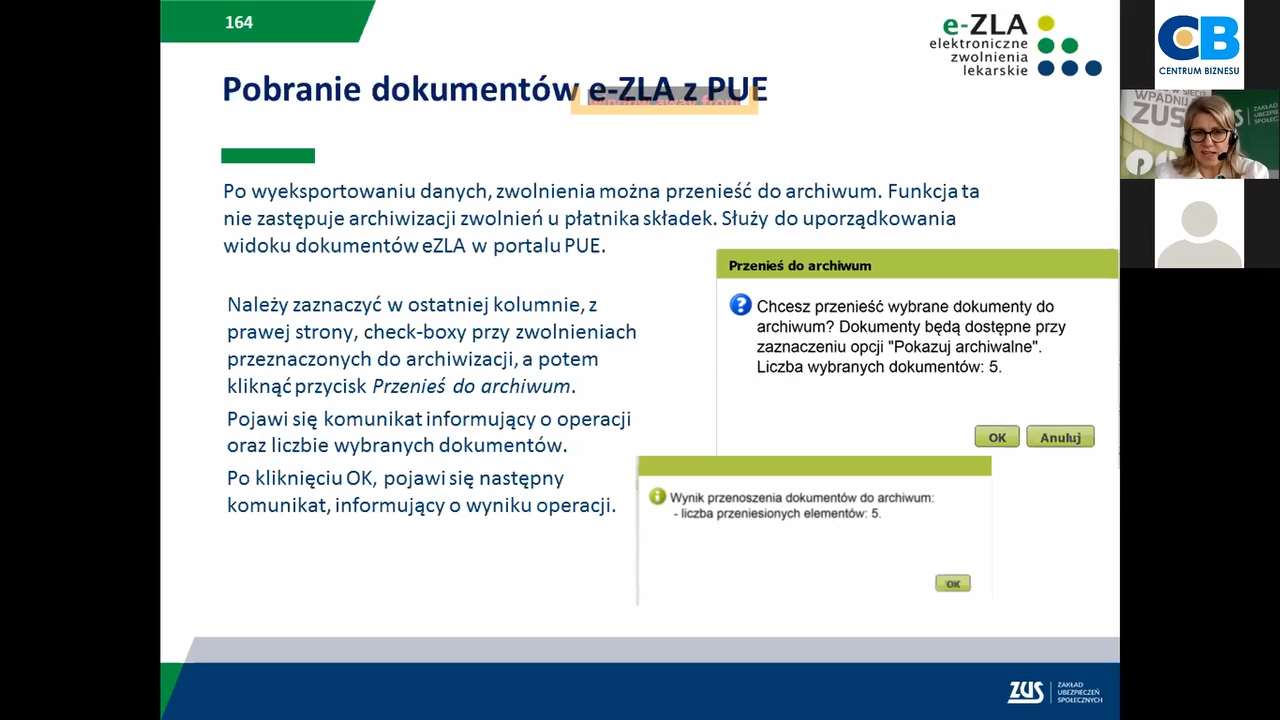 164
e-ZLA
elektroniczne
zwolnienia
lekarskie
Pobranie dokumentów e-ZLA z PUE
Po wyeksportowaniu danych, zwolnienia można przenieść do archiwum. Funkcja ta
nie zastępuje archiwizacji zwolnień u płatnika składek. Służy do uporządkowania
widoku dokumentów eZLA w portalu PUE.
Należy zaznaczyć w ostatniej kolumnie, z
prawej strony, check-boxy przy zwolnieniach
przeznaczonych do archiwizacji, a potem
kliknąć przycisk Przenieś do archiwum.
Pojawi się komunikat informujący o operacji
oraz liczbie wybranych dokumentów.
Po kliknięciu OK, pojawi się następny
komunikat, informujący o wyniku operacji.
Przenieś do archiwum
Chcesz przenieść wybrane dokumenty do
archiwum? Dokumenty będą dostępne przy
zaznaczeniu opcji "Pokazuj archiwalne".
Liczba wybranych dokumentów: 5.
OK
Anuluj
Wynik przenoszenia dokumentów do archiwum:
- liczba przeniesionych elementów: 5.
OK
ZUS
ZAKŁAD
UBEZPIECZEŃ
SPOŁECZNYCH
CB
CENTRUM BIZNESU
WPADNIJ
ZUS